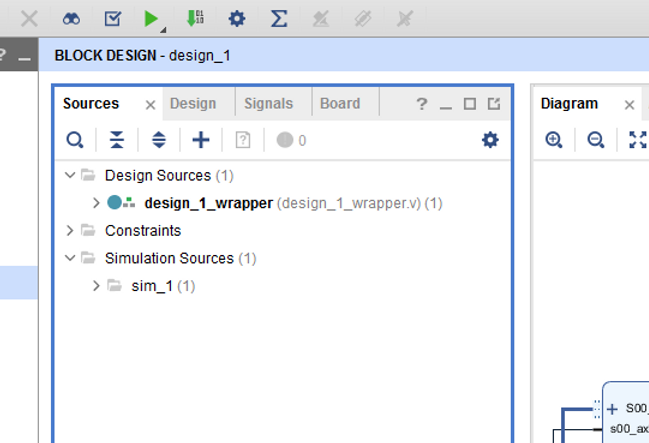 BLOCK DESIGN - design_1
Sources Design Signals Board ?
Diagram
? 0
Design Sources (1)
design_1_wrapper (design_1_wrapper.v) (1)
Constraints
Simulation Sources (1)
sim_1 (1)
S00_
s00_ax